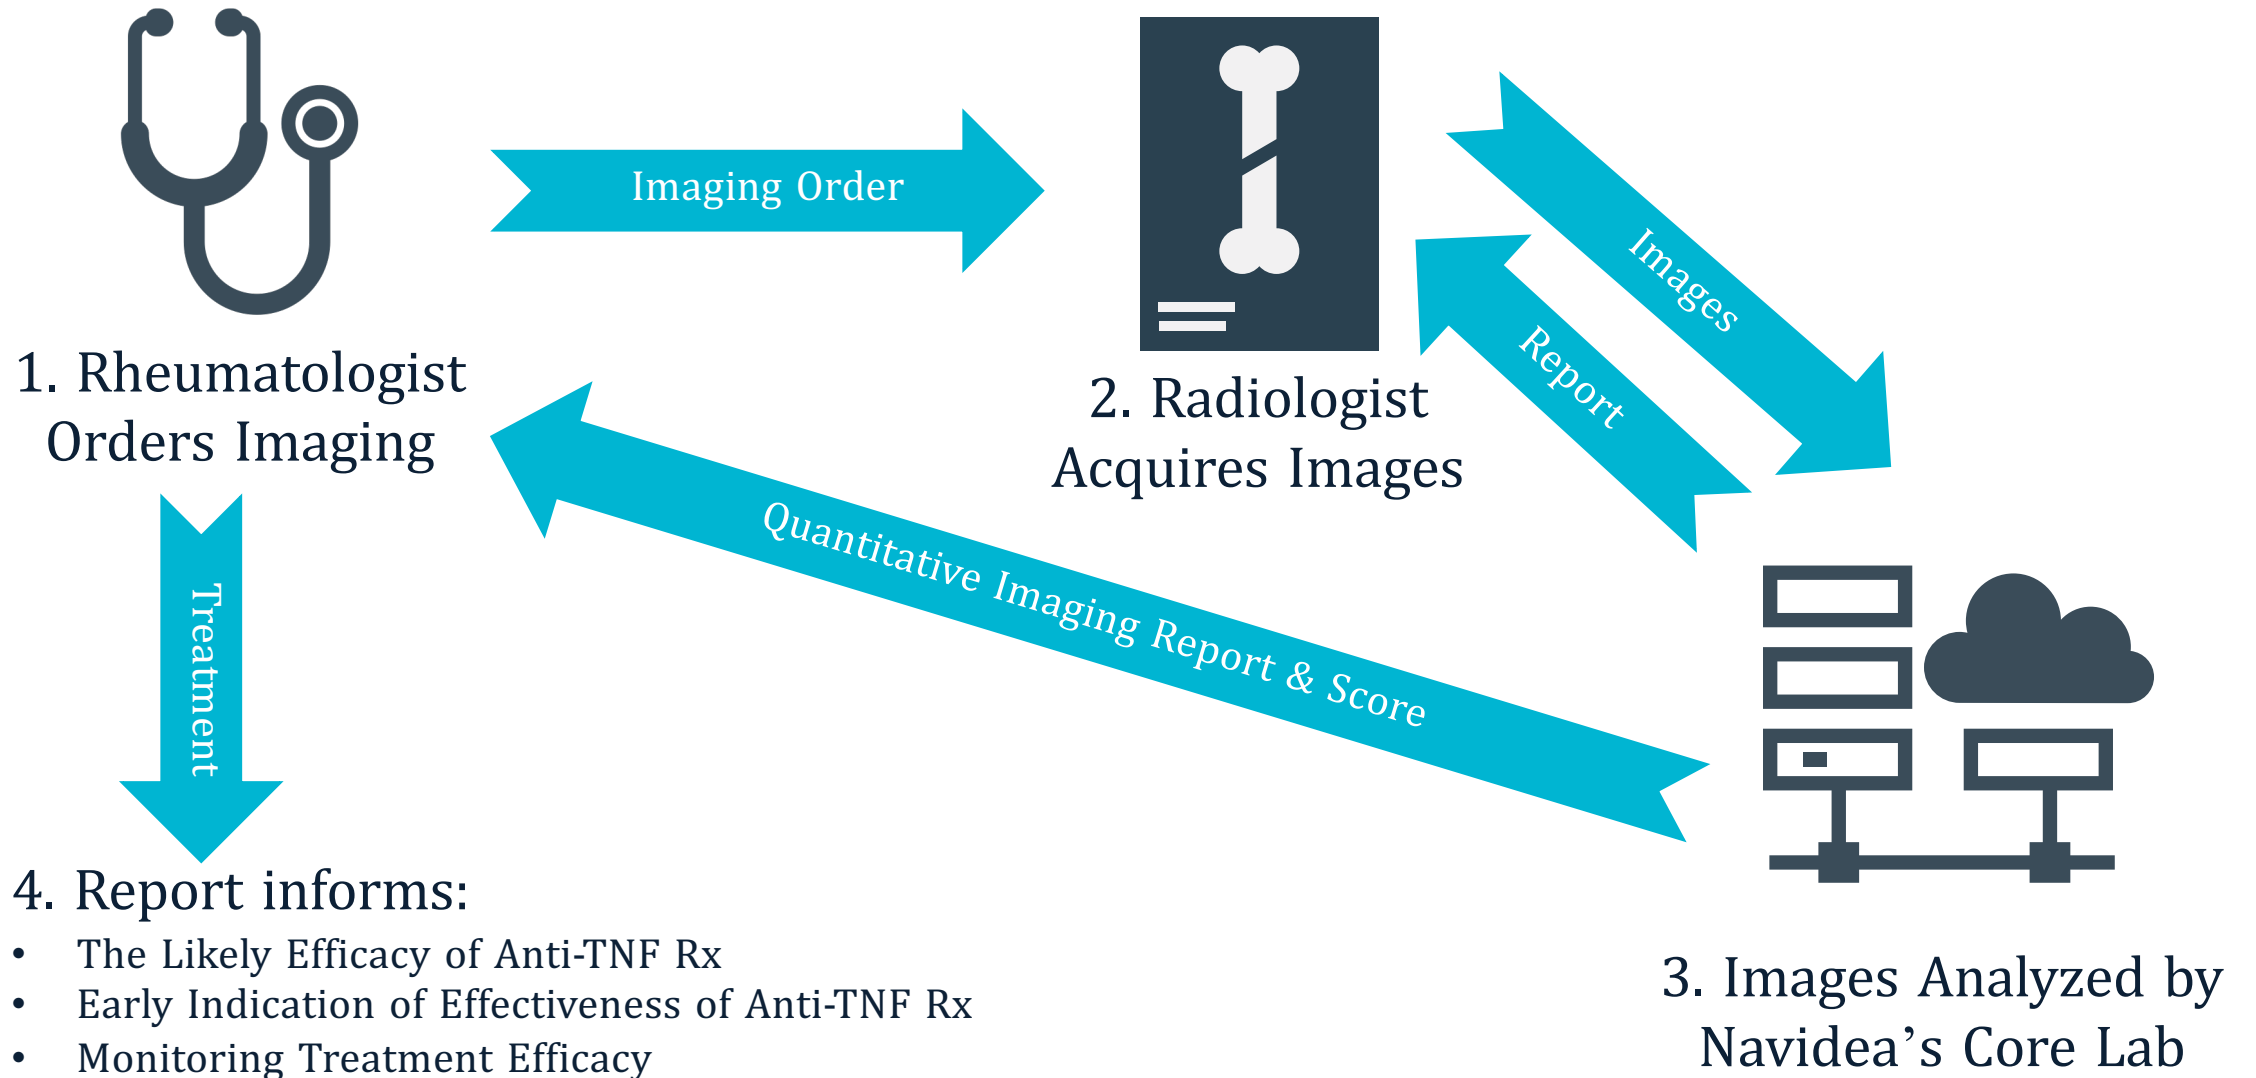 Imaging Order
Images
Report
1. Rheumatologist
Orders Imaging
2. Radiologist
Acquires Images
Quantitative Imaging Report & Score
Treatment
4. Report informs:
• The Likely Efficacy of Anti-TNF Rx
• Early Indication of Effectiveness of Anti-TNF Rx
• Monitoring Treatment Efficacy
3. Images Analyzed by
Navidea’s Core Lab